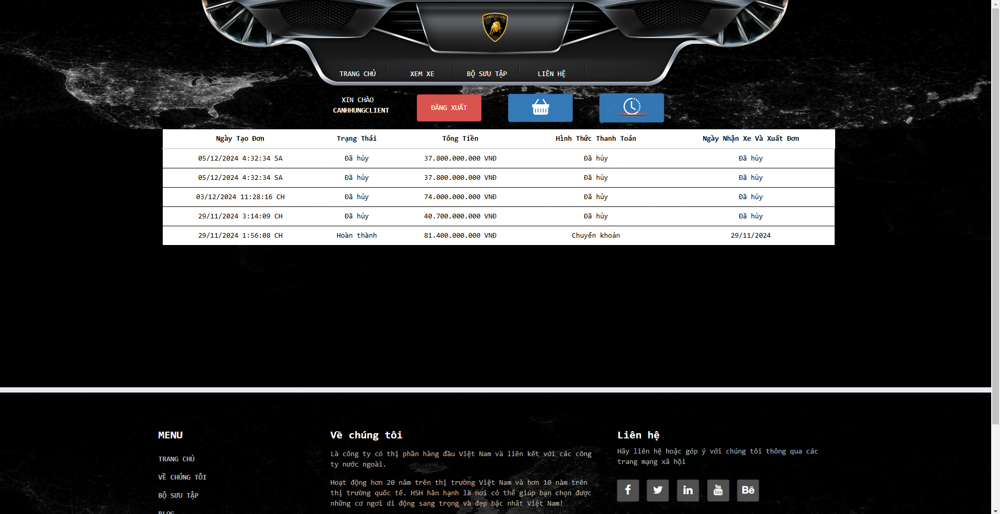 LAMBORGHINI
TRANG CHỦ XEM XE BỘ SƯU TẬP LIÊN HỆ
XIN CHÀO
CANHHUNGCLIENT
ĐĂNG XUẤT
Ngày Tạo Đơn Trạng Thái Tổng Tiền Hình Thức Thanh Toán Ngày Nhận Xe Và Xuất Đơn
05/12/2024 4:32:34 SA Đã hủy 37.800.000.000 VNĐ Đã hủy Đã hủy
05/12/2024 4:32:34 SA Đã hủy 37.800.000.000 VNĐ Đã hủy Đã hủy
03/12/2024 11:28:16 CH Đã hủy 74.000.000.000 VNĐ Đã hủy Đã hủy
29/11/2024 3:14:09 CH Đã hủy 40.700.000.000 VNĐ Đã hủy Đã hủy
29/11/2024 1:56:08 CH Hoàn thành 81.400.000.000 VNĐ Chuyển khoản 29/11/2024
MENU
TRANG CHỦ
VỀ CHÚNG TÔI
BỘ SƯU TẬP
BLOG
Về chúng tôi
Là công ty có thị phần hàng đầu Việt Nam và liên kết với các công
ty nước ngoài.
Hoạt động hơn 20 năm trên thị trường Việt Nam và hơn 10 năm trên
thị trường quốc tế. HSH hân hạnh là nơi có thể giúp bạn chọn được
những cơ ngơi di động sang trọng và đẹp bậc nhất Việt Nam!
Liên hệ
Hãy liên hệ hoặc góp ý với chúng tôi thông qua các
trang mạng xã hội
f in You Tube Bē